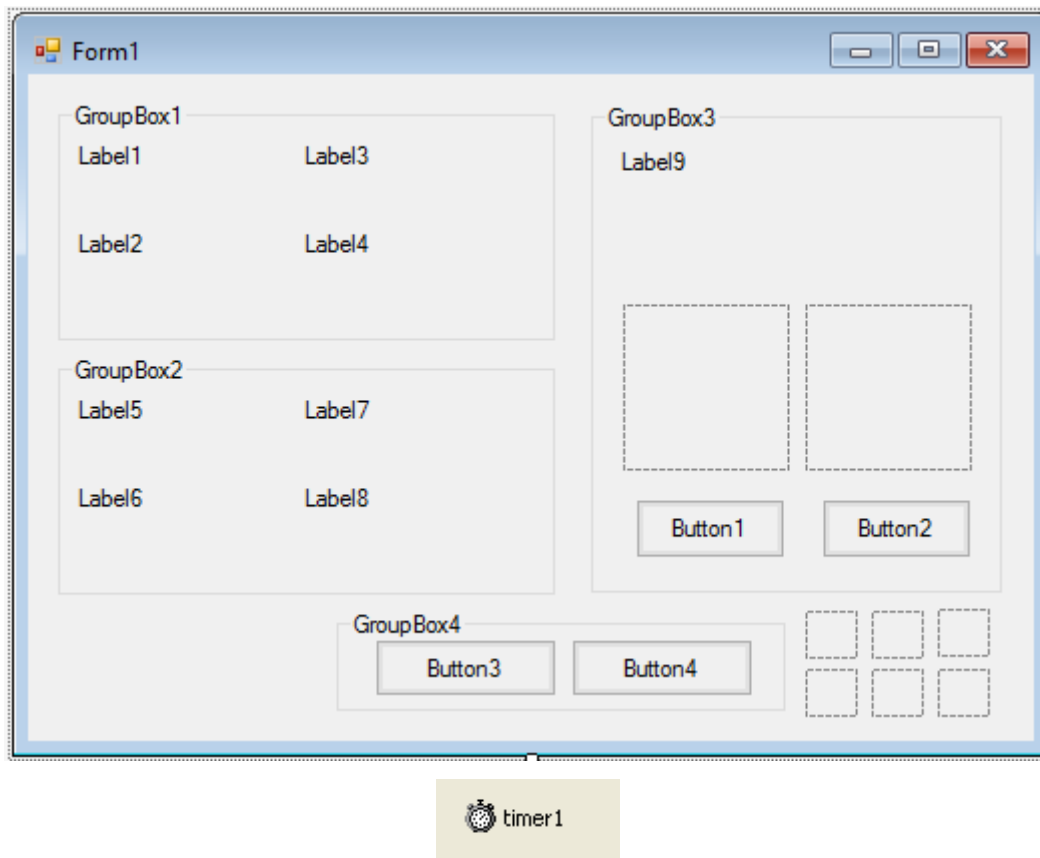 Form1
GroupBox1
Label1 Label3
Label2 Label4
GroupBox2
Label5 Label7
Label6 Label8
GroupBox3
Label9
Button1 Button2
GroupBox4
Button3 Button4
timer1